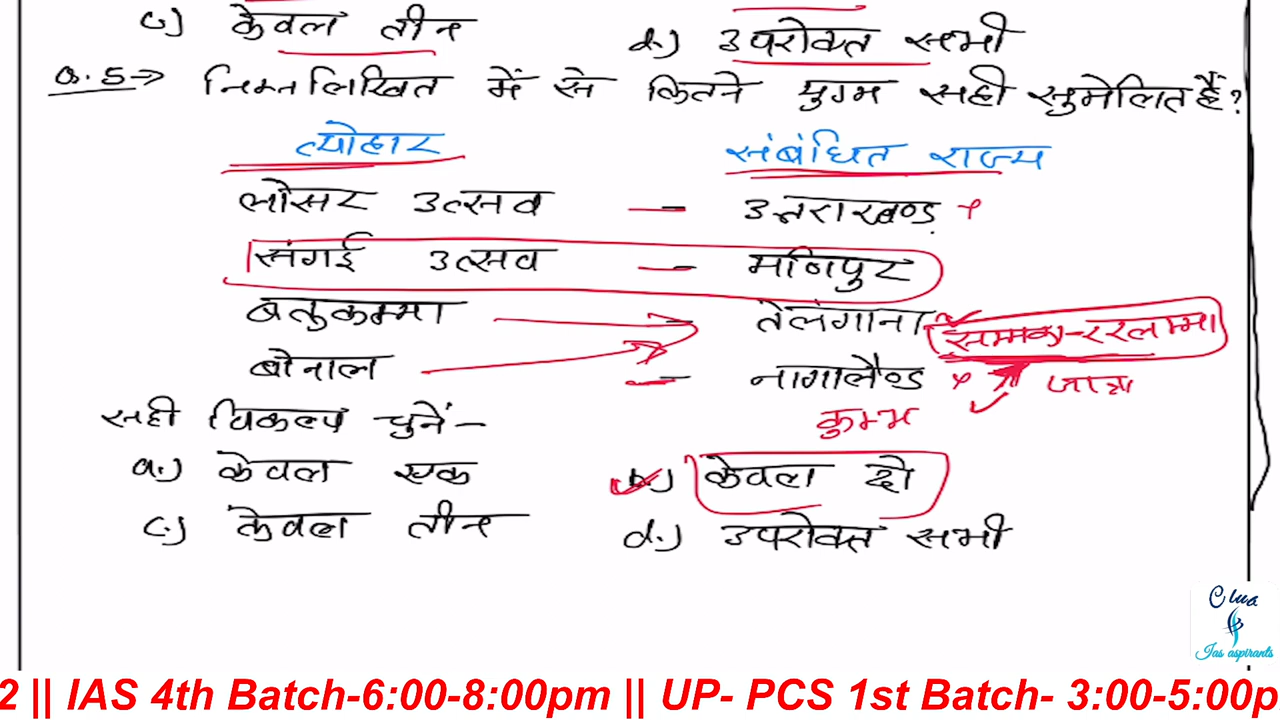 c) केवल तीन d.) उपरोक्त सभी
Q.5→ निम्नलिखित में से कितने युग्म सही सुमेलित हैं?
त्योहार संबंधित राज्य
लोसर उत्सव - उत्तराखण्ड ×
संगई उत्सव - मणिपुर
बतुकम्मा - तेलंगाना सम्मका-सरलम्मा
बोनाल - नागालैण्ड × जात्रा
कुम्भ
सही विकल्प चुनें-
a.) केवल एक b.) केवल दो
c.) केवल तीन d.) उपरोक्त सभी
Clue
Ias aspirants
2 || IAS 4th Batch-6:00-8:00pm || UP- PCS 1st Batch- 3:00-5:00p